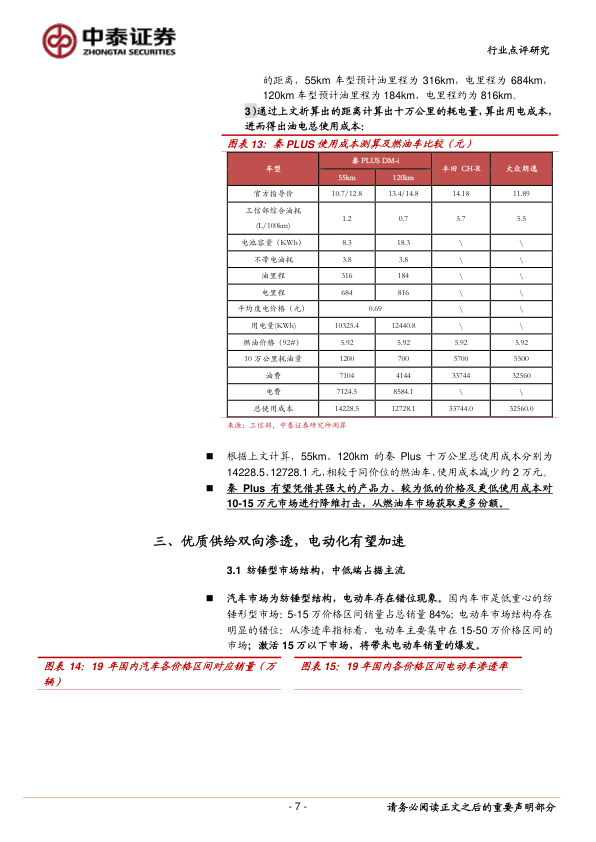 中泰证券
ZHONGTAI SECURITIES
行业点评研究
的距离，55km 车型预计油里程为 316km，电里程为 684km，
120km 车型预计油里程为 184km，电里程约为 816km。
3）通过上文折算出的距离计算出十万公里的耗电量，算出用电成本，
进而得出油电总使用成本：
图表 13：秦 PLUS 使用成本测算及燃油车比较（元）
车型 秦 PLUS DM-i 丰田 CH-R 大众朗逸
55km 120km
官方指导价 10.7/12.8 13.4/14.8 14.18 11.89
工信部综合油耗
(L/100km) 1.2 0.7 5.7 5.5
电池容量（KWh） 8.3 18.3 \ \
不带电油耗 3.8 3.8 \ \
油里程 316 184 \ \
电里程 684 816 \ \
平均度电价格（元） 0.69 \ \
用电量(KWh) 10325.4 12440.8 \ \
燃油价格（92#） 5.92 5.92 5.92 5.92
10 万公里耗油量 1200 700 5700 5500
油费 7104 4144 33744 32560
电费 7124.5 8584.1 \ \
总使用成本 14228.5 12728.1 33744.0 32560.0
来源：工信部，中泰证券研究所测算
■ 根据上文计算，55km、120km 的秦 Plus 十万公里总使用成本分别为
14228.5、12728.1 元，相较于同价位的燃油车，使用成本减少约 2 万元。
■ 秦 Plus 有望凭借其强大的产品力、较为低的价格及更低使用成本对
10-15 万元市场进行降维打击，从燃油车市场获取更多份额。
三、优质供给双向渗透，电动化有望加速
3.1 纺锤型市场结构，中低端占据主流
■ 汽车市场为纺锤型结构，电动车存在错位现象。国内车市是低重心的纺
锤形型市场：5-15 万价格区间销量占总销量 84%；电动车市场结构存在
明显的错位：从渗透率指标看，电动车主要集中在 15-50 万价格区间的
市场；激活 15 万以下市场，将带来电动车销量的爆发。
图表 14：19 年国内汽车各价格区间对应销量（万
辆）
图表 15：19 年国内各价格区间电动车渗透率
- 7 -
请务必阅读正文之后的重要声明部分